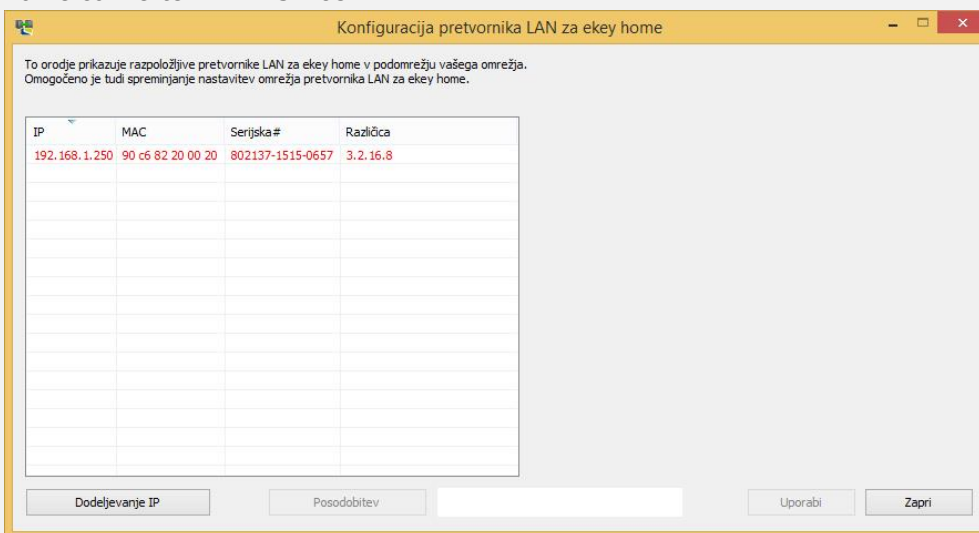 Konfiguracija pretvornika LAN za ekey home
To orodje prikazuje razpoložljive pretvornike LAN za ekey home v podomrežju vašega omrežja.
Omogočeno je tudi spreminjanje nastavitev omrežja pretvornika LAN za ekey home.
IP MAC Serijska# Različica
192.168.1.250 90 c6 82 20 00 20 802137-1515-0657 3.2.16.8
Dodeljevanje IP Posodobitev Uporabi Zapri